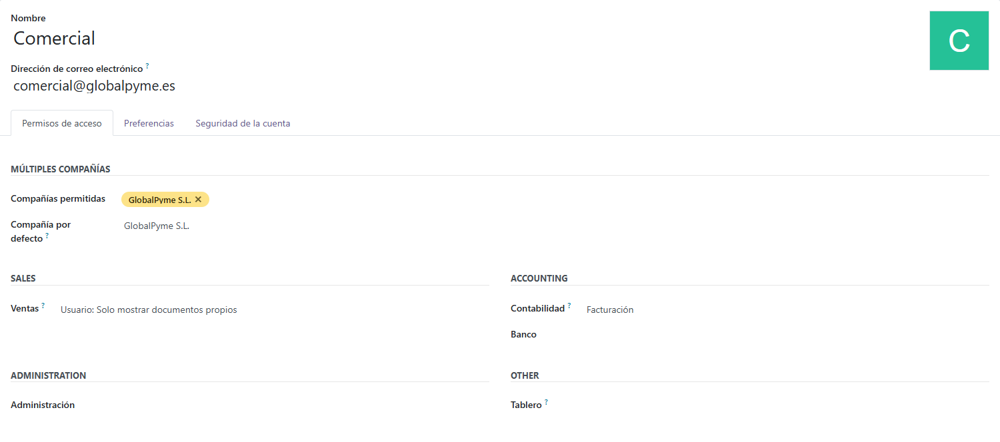 Nombre
Comercial
C
Dirección de correo electrónico ?
comercial@globalpyme.es
Permisos de acceso Preferencias Seguridad de la cuenta
MÚLTIPLES COMPAÑÍAS
Compañías permitidas GlobalPyme S.L. ✕
Compañía por
defecto ? GlobalPyme S.L.
SALES
Ventas ? Usuario: Solo mostrar documentos propios
ACCOUNTING
Contabilidad ? Facturación
Banco
ADMINISTRATION
Administración
OTHER
Tablero ?